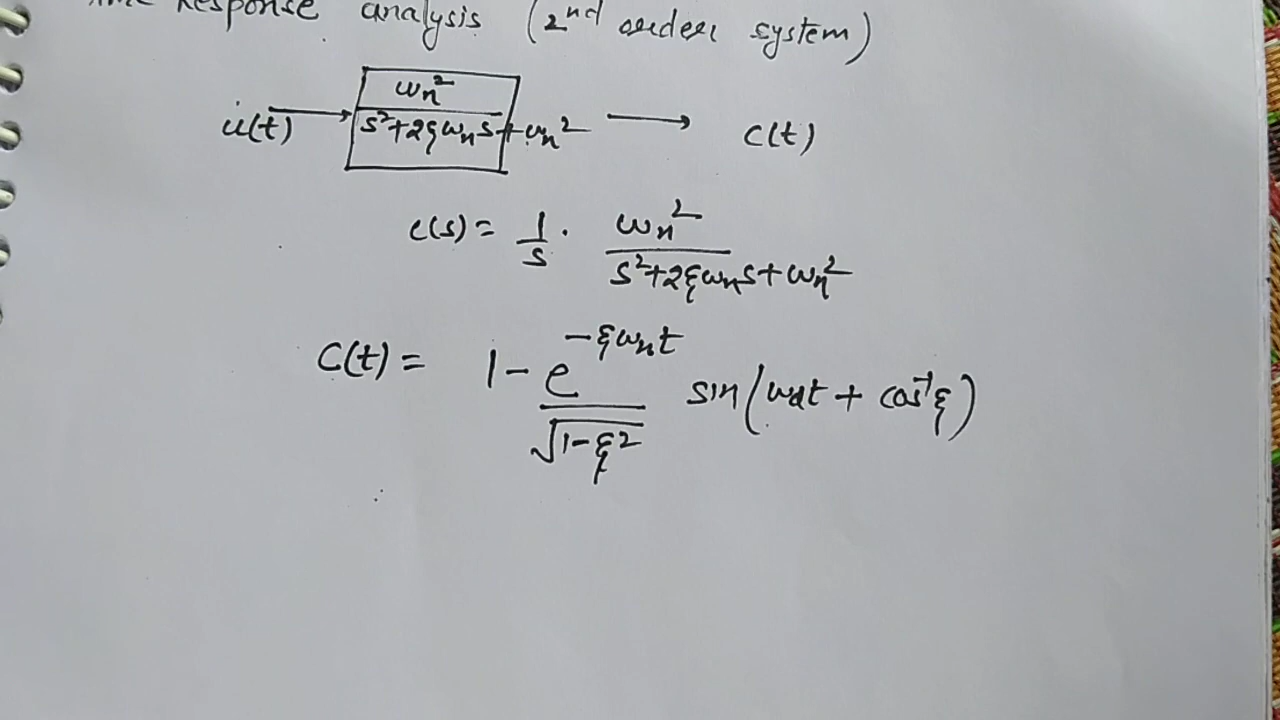 Time Response analysis (2nd order system)
u(t) → ωn² / s²+2ξωns+ωn² → C(t)
C(s) = 1/s · ωn² / s²+2ξωns+ωn²
C(t) = 1 - e^-ξωnt / √1-ξ² sin(ωdt + cos⁻¹ξ)